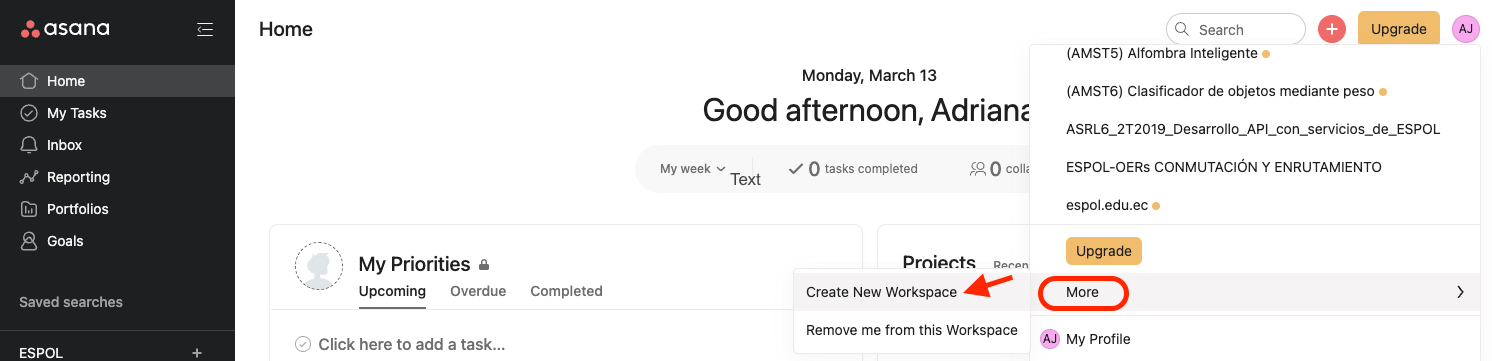 asana
Home
My Tasks
Inbox
Reporting
Portfolios
Goals
Saved searches
ESPOL +
Home
Search
+
Upgrade
AJ
Monday, March 13
Good afternoon, Adriana
My week
Text
0 tasks completed
0 colla
My Priorities
Upcoming Overdue Completed
Click here to add a task...
Projects Recen
(AMST5) Alfombra Inteligente
(AMST6) Clasificador de objetos mediante peso
ASRL6_2T2019_Desarrollo_API_con_servicios_de_ESPOL
ESPOL-OERs CONMUTACIÓN Y ENRUTAMIENTO
espol.edu.ec
Upgrade
More
Create New Workspace
Remove me from this Workspace
AJ My Profile